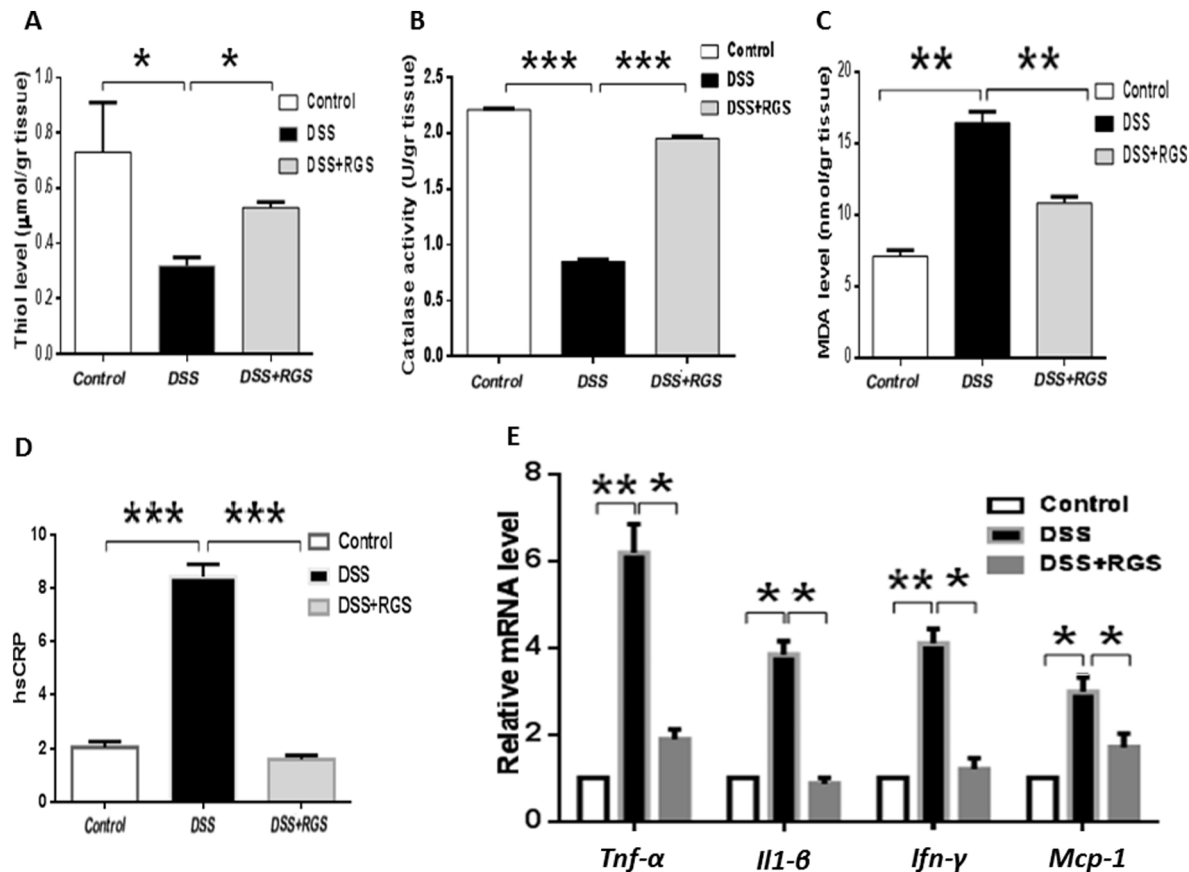 A
* *
Thiol level (μmol/gr tissue)
1.0
0.8
0.6
0.4
0.2
0.0
Control
DSS
DSS+RGS
Control DSS DSS+RGS
B
*** ***
Catalase activity (U/gr tissue)
2.5
2.0
1.5
1.0
0.5
0.0
Control
DSS
DSS+RGS
Control DSS DSS+RGS
C
** **
MDA level (nmol/gr tissue)
20
15
10
5
0
Control
DSS
DSS+RGS
Control DSS DSS+RGS
D
*** ***
hsCRP
10
8
6
4
2
0
Control
DSS
DSS+RGS
Control DSS DSS+RGS
E
Relative mRNA level
8
6
4
2
0
** * * * ** * * *
Control
DSS
DSS+RGS
Tnf-α Il1-β Ifn-γ Mcp-1